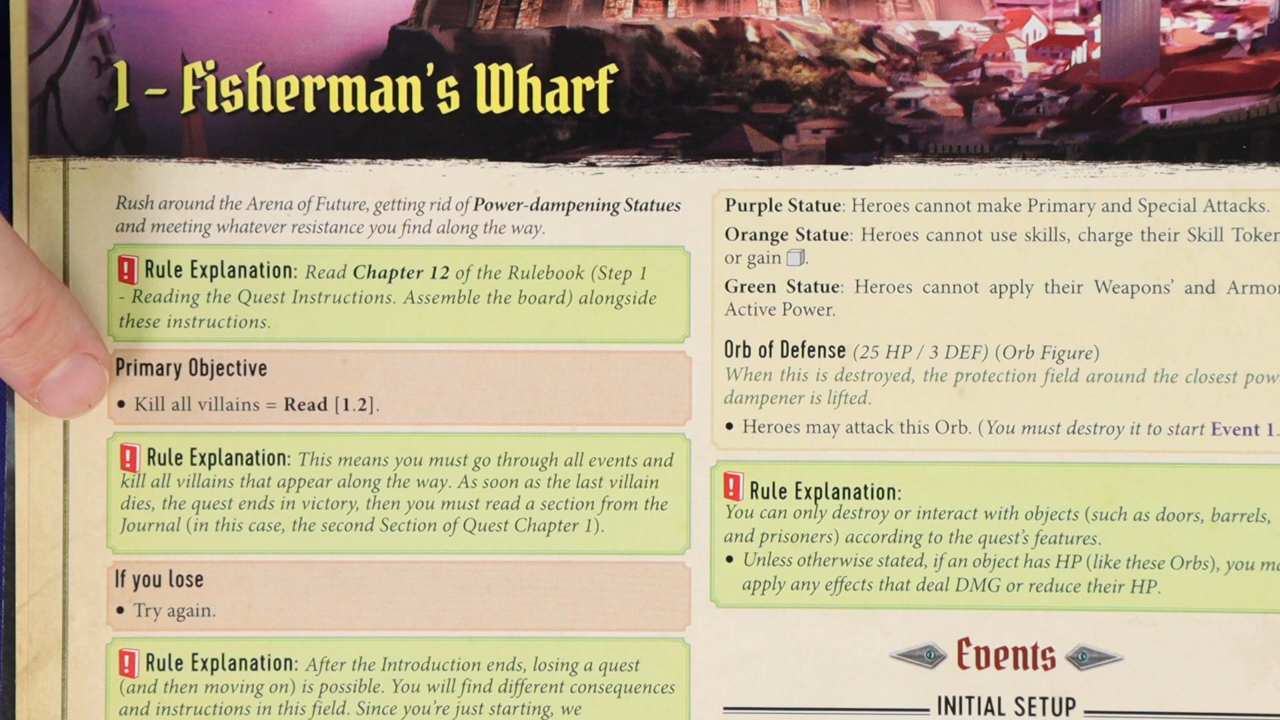 1 - Fisherman's Wharf
Rush around the Arena of Future, getting rid of Power-dampening Statues
and meeting whatever resistance you find along the way.
Rule Explanation: Read Chapter 12 of the Rulebook (Step 1
- Reading the Quest Instructions. Assemble the board) alongside
these instructions.
Primary Objective
• Kill all villains = Read [1.2].
Rule Explanation: This means you must go through all events and
kill all villains that appear along the way. As soon as the last villain
dies, the quest ends in victory, then you must read a section from the
Journal (in this case, the second Section of Quest Chapter 1).
If you lose
• Try again.
Rule Explanation: After the Introduction ends, losing a quest
(and then moving on) is possible. You will find different consequences
and instructions in this field. Since you're just starting, we
Purple Statue: Heroes cannot make Primary and Special Attacks.
Orange Statue: Heroes cannot use skills, charge their Skill Token
or gain .
Green Statue: Heroes cannot apply their Weapons' and Armor
Active Power.
Orb of Defense (25 HP / 3 DEF) (Orb Figure)
When this is destroyed, the protection field around the closest pow
dampener is lifted.
• Heroes may attack this Orb. (You must destroy it to start Event 1.
Rule Explanation:
You can only destroy or interact with objects (such as doors, barrels,
and prisoners) according to the quest's features.
• Unless otherwise stated, if an object has HP (like these Orbs), you ma
apply any effects that deal DMG or reduce their HP.
Events
INITIAL SETUP